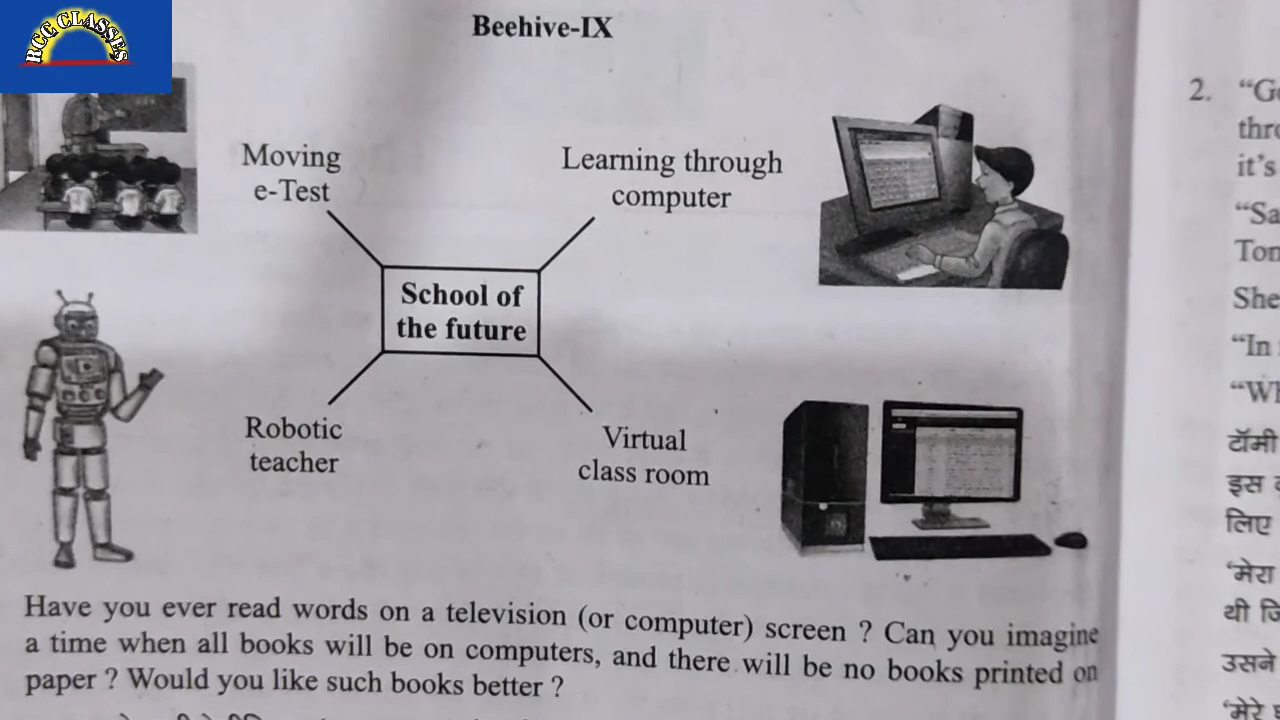 RCC CLASSES
Beehive-IX
Moving
e-Test
Learning through
computer
School of
the future
Robotic
teacher
Virtual
class room
Have you ever read words on a television (or computer) screen ? Can you imagine
a time when all books will be on computers, and there will be no books printed on
paper ? Would you like such books better ?
2.
it's
She
"In
टॉमी
इस
लिए
'मेरा
थी
उसने
'मेरे